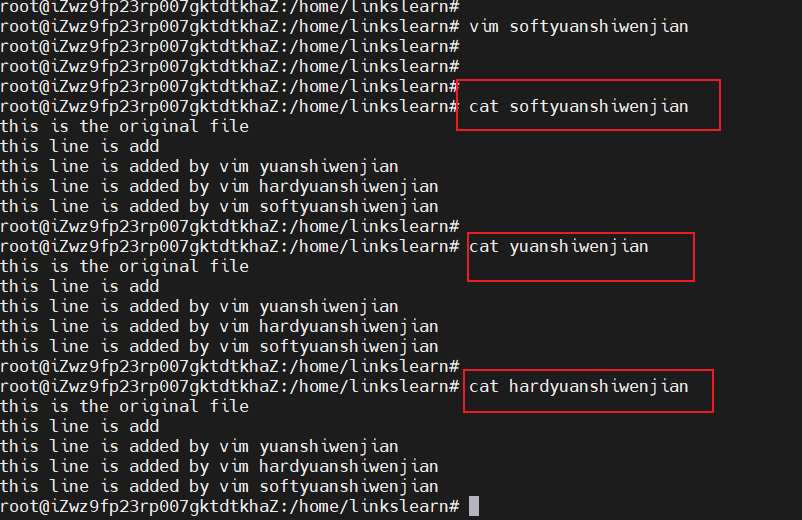 root@iZwz9fp23rp007gktdtkhaZ:/home/linkslearn#
root@iZwz9fp23rp007gktdtkhaZ:/home/linkslearn# vim softyuanshiwenjian
root@iZwz9fp23rp007gktdtkhaZ:/home/linkslearn#
root@iZwz9fp23rp007gktdtkhaZ:/home/linkslearn#
root@iZwz9fp23rp007gktdtkhaZ:/home/linkslearn#
root@iZwz9fp23rp007gktdtkhaZ:/home/linkslearn# cat softyuanshiwenjian
this is the original file
this line is add
this line is added by vim yuanshiwenjian
this line is added by vim hardyuanshiwenjian
this line is added by vim softyuanshiwenjian
root@iZwz9fp23rp007gktdtkhaZ:/home/linkslearn#
root@iZwz9fp23rp007gktdtkhaZ:/home/linkslearn# cat yuanshiwenjian
this is the original file
this line is add
this line is added by vim yuanshiwenjian
this line is added by vim hardyuanshiwenjian
this line is added by vim softyuanshiwenjian
root@iZwz9fp23rp007gktdtkhaZ:/home/linkslearn#
root@iZwz9fp23rp007gktdtkhaZ:/home/linkslearn# cat hardyuanshiwenjian
this is the original file
this line is add
this line is added by vim yuanshiwenjian
this line is added by vim hardyuanshiwenjian
this line is added by vim softyuanshiwenjian
root@iZwz9fp23rp007gktdtkhaZ:/home/linkslearn#